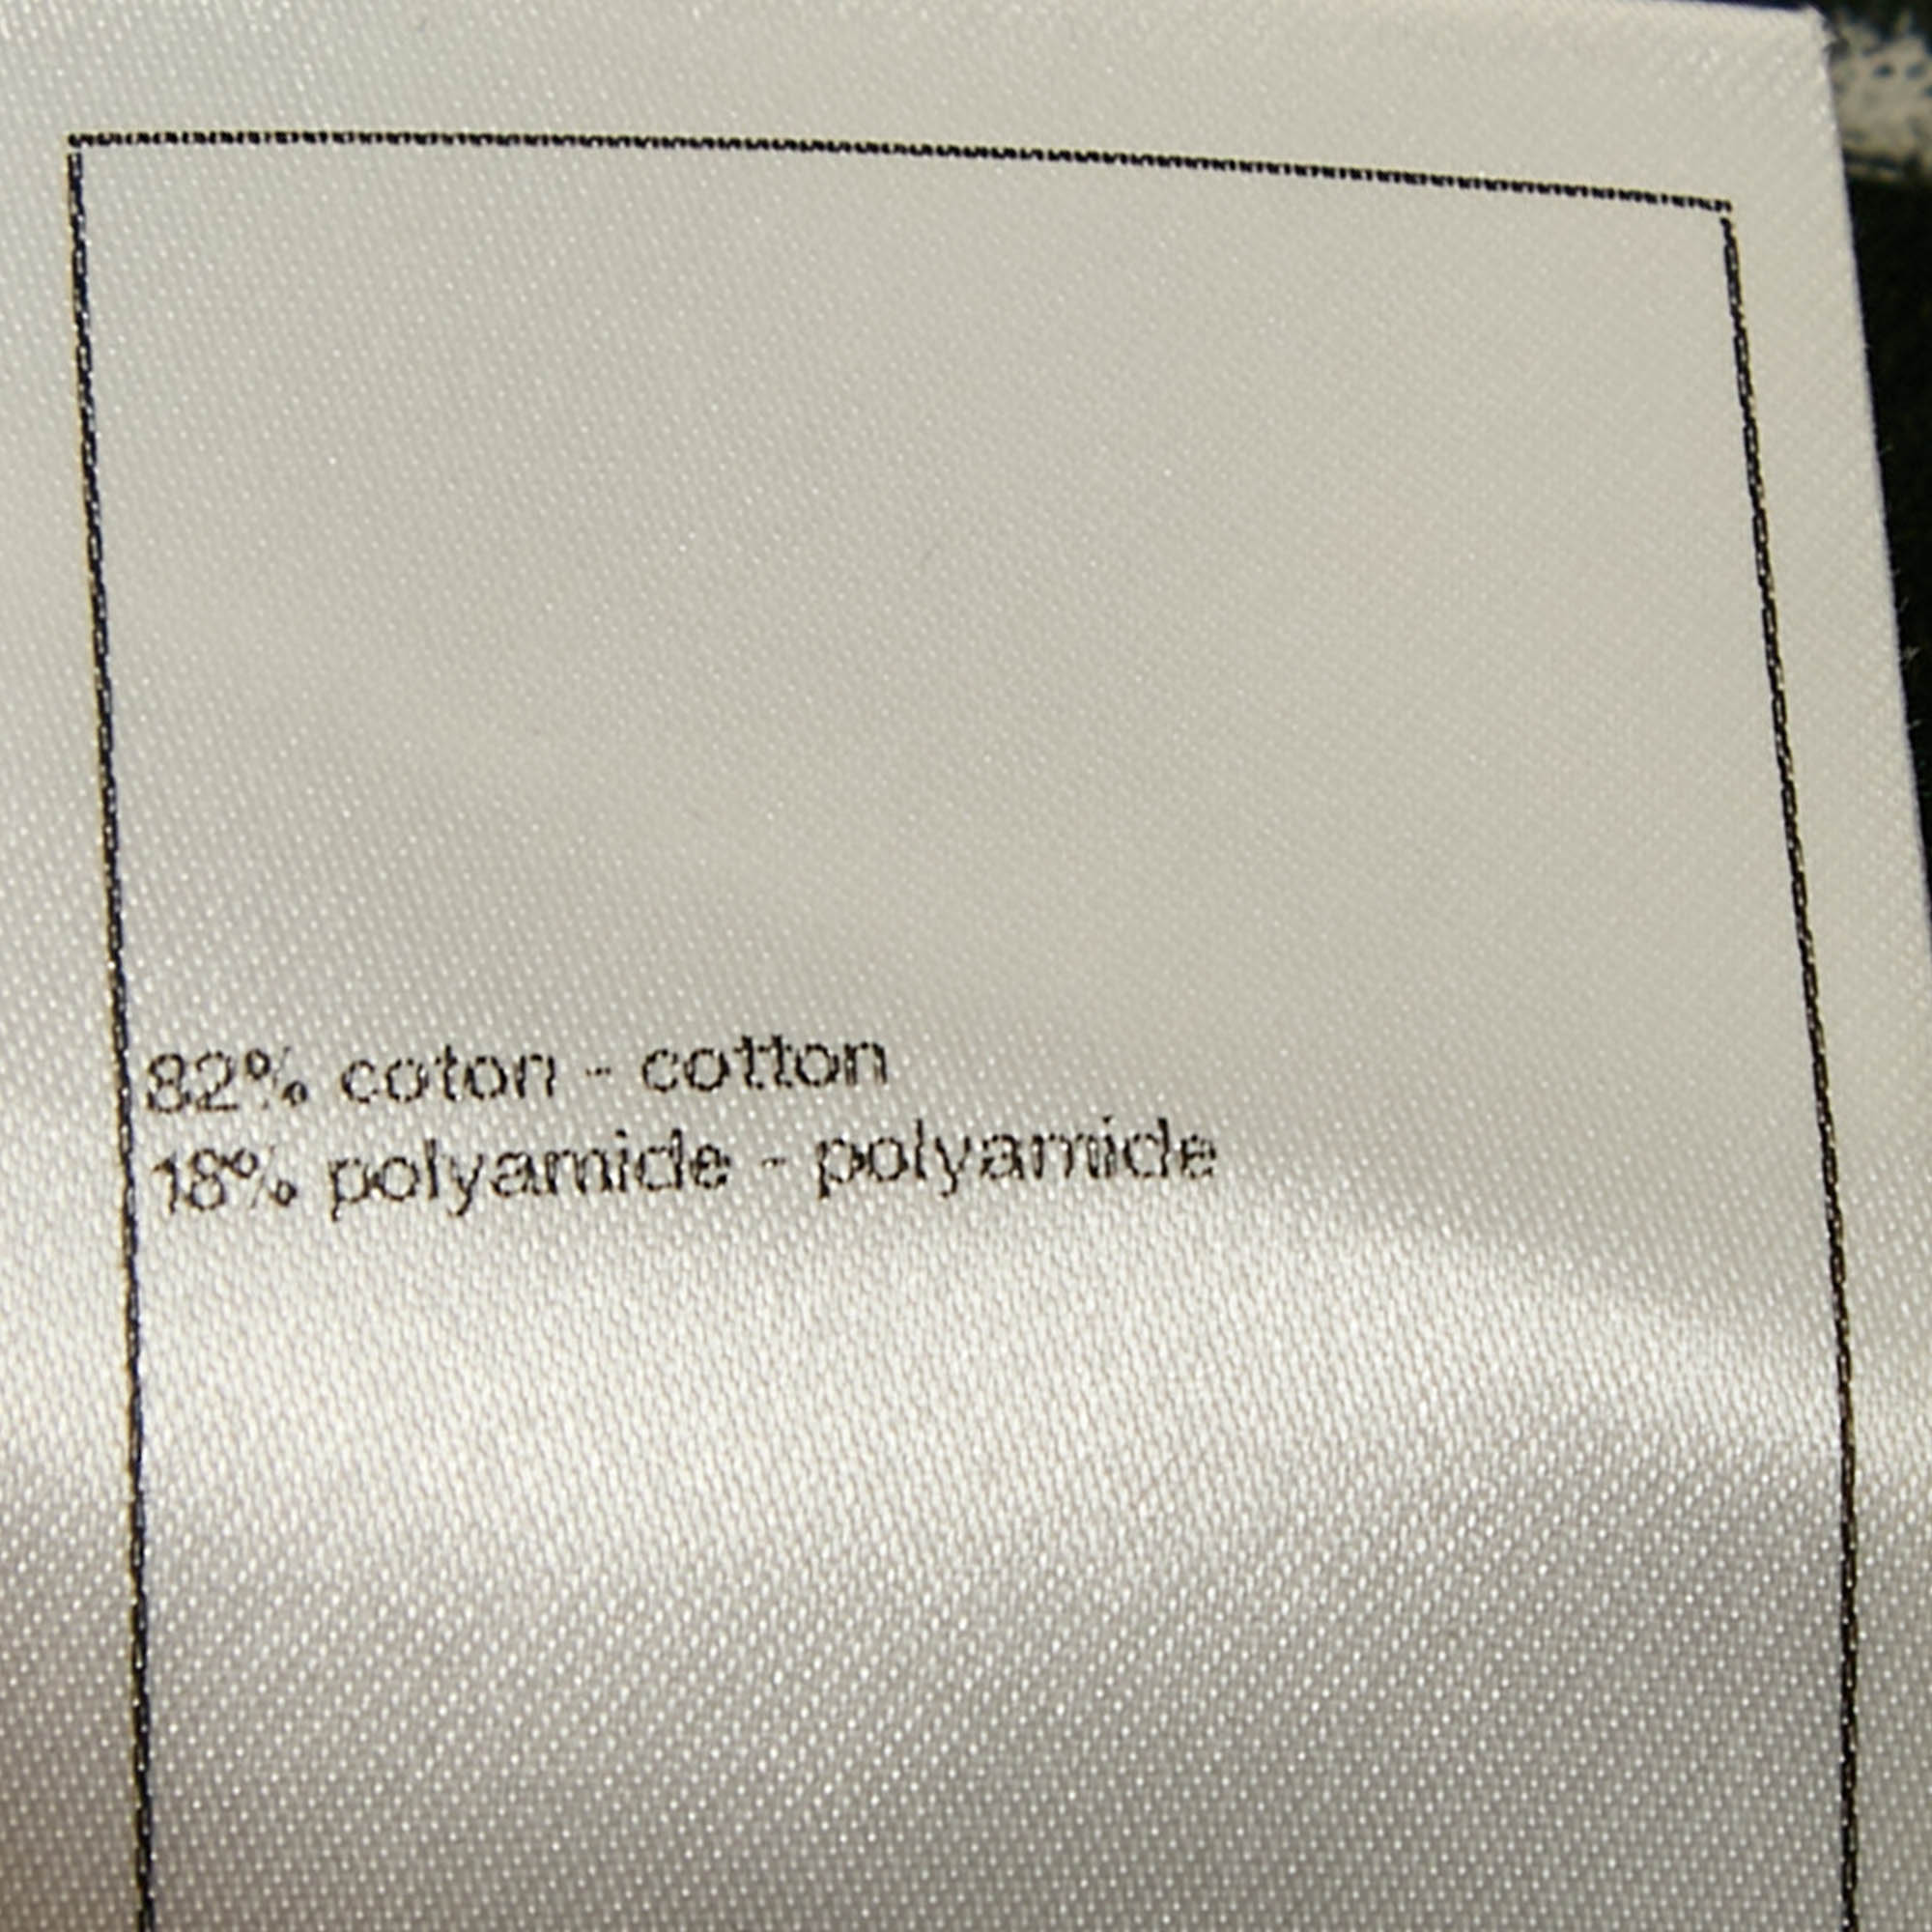 82% coton - cotton
18% polyamide - polyamide